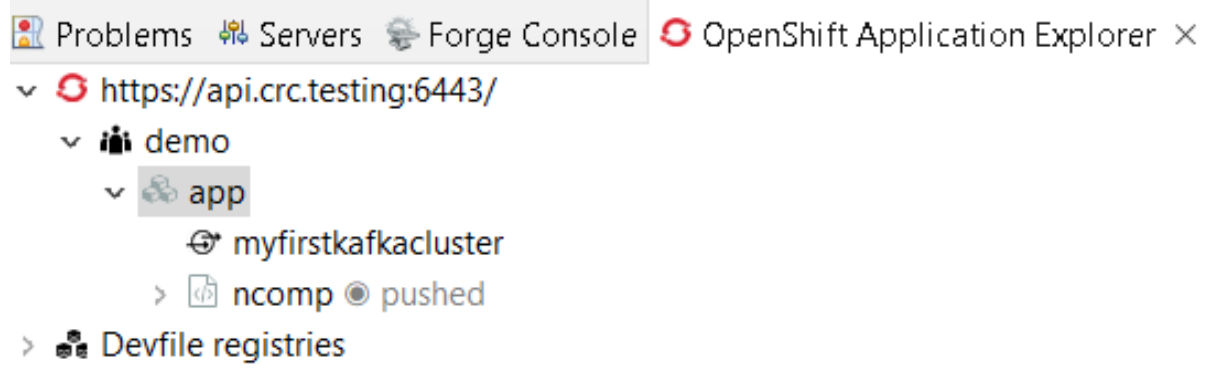 Problems Servers Forge Console OpenShift Application Explorer
https://api.crc.testing:6443/
demo
app
myfirstkafkacluster
ncomp pushed
Devfile registries